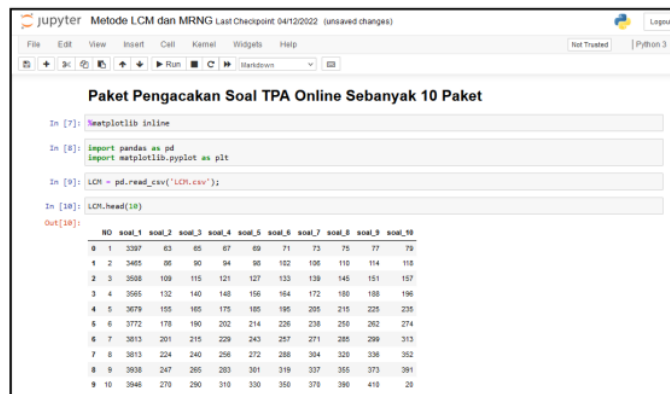 jupyter Metode LCM dan MRNG Last Checkpoint: 04/12/2022 (unsaved changes) Logout
File Edit View Insert Cell Kernel Widgets Help Not Trusted Python 3
Run Markdown
Paket Pengacakan Soal TPA Online Sebanyak 10 Paket
In [7]: %matplotlib inline
In [8]: import pandas as pd
import matplotlib.pyplot as plt
In [9]: LCM = pd.read_csv('LCM.csv');
In [10]: LCM.head(10)
Out[10]:
NO soal_1 soal_2 soal_3 soal_4 soal_5 soal_6 soal_7 soal_8 soal_9 soal_10
0 1 3397 63 65 67 69 71 73 75 77 79
1 2 3465 86 90 94 98 102 106 110 114 118
2 3 3508 109 115 121 127 133 139 145 151 157
3 4 3565 132 140 148 156 164 172 180 188 196
4 5 3679 155 165 175 185 195 205 215 225 235
5 6 3772 178 190 202 214 226 238 250 262 274
6 7 3813 201 215 229 243 257 271 285 299 313
7 8 3813 224 240 256 272 288 304 320 336 352
8 9 3938 247 265 283 301 319 337 355 373 391
9 10 3946 270 290 310 330 350 370 390 410 20